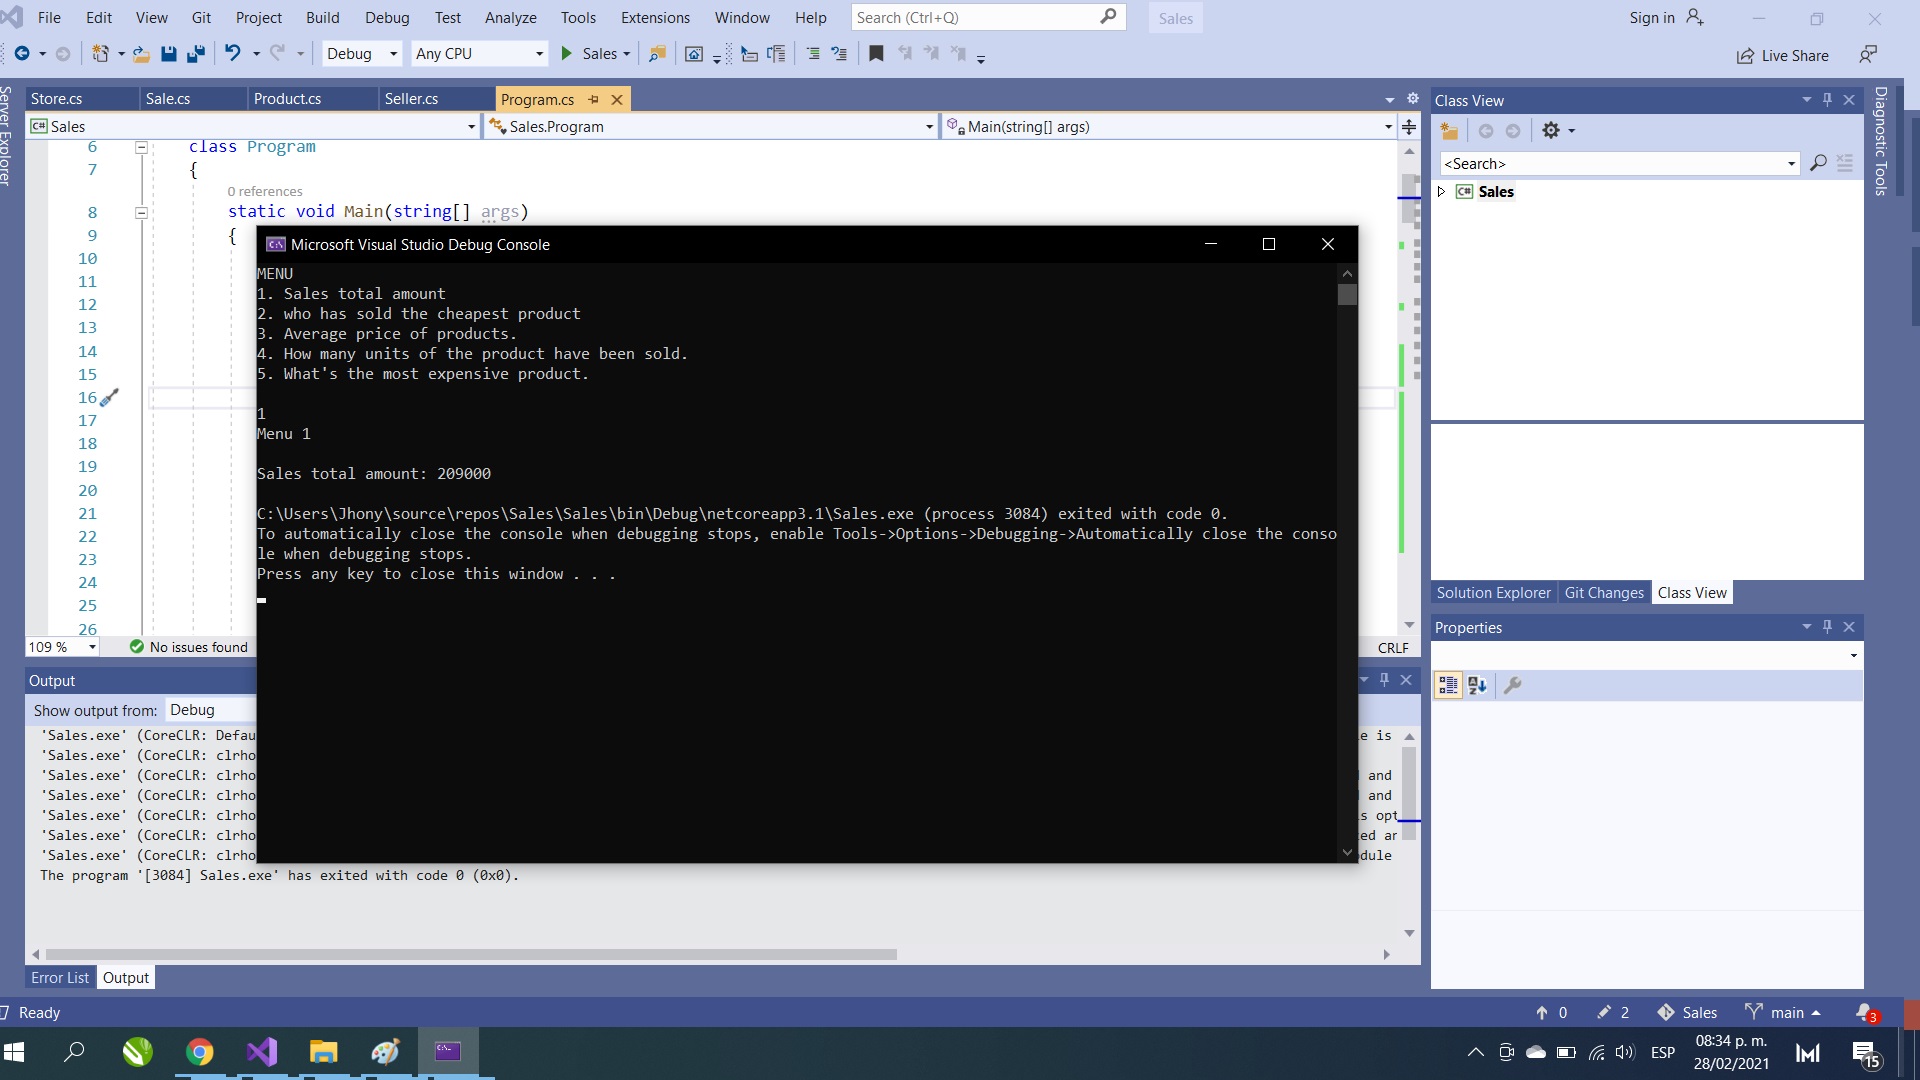 File Edit View Git Project Build Debug Test Analyze Tools Extensions Window Help Search (Ctrl+Q) Sales Sign in
Debug Any CPU Sales Live Share
Server Explorer
Store.cs Sale.cs Product.cs Seller.cs Program.cs
C# Sales Sales.Program Main(string[] args)
6 class Program
7 {
0 references
8 static void Main(string[] args)
9 {
10
11
12
13
14
15
16
17
18
19
20
21
22
23
24
25
26
109 % No issues found CRLF
Microsoft Visual Studio Debug Console
MENU
1. Sales total amount
2. who has sold the cheapest product
3. Average price of products.
4. How many units of the product have been sold.
5. What's the most expensive product.
1
Menu 1
Sales total amount: 209000
C:\Users\Jhony\source\repos\Sales\Sales\bin\Debug\netcoreapp3.1\Sales.exe (process 3084) exited with code 0.
To automatically close the console when debugging stops, enable Tools->Options->Debugging->Automatically close the conso
le when debugging stops.
Press any key to close this window . . .
Output
Show output from: Debug
'Sales.exe' (CoreCLR: Defau e is
'Sales.exe' (CoreCLR: clrho
'Sales.exe' (CoreCLR: clrho and
'Sales.exe' (CoreCLR: clrho and
'Sales.exe' (CoreCLR: clrho s opt
'Sales.exe' (CoreCLR: clrho ed ar
'Sales.exe' (CoreCLR: clrho dule
The program '[3084] Sales.exe' has exited with code 0 (0x0).
Error List Output
Class View
<Search>
C# Sales
Solution Explorer Git Changes Class View
Properties
Diagnostic Tools
Ready 0 2 Sales main 3
ESP 08:34 p. m.
28/02/2021
15